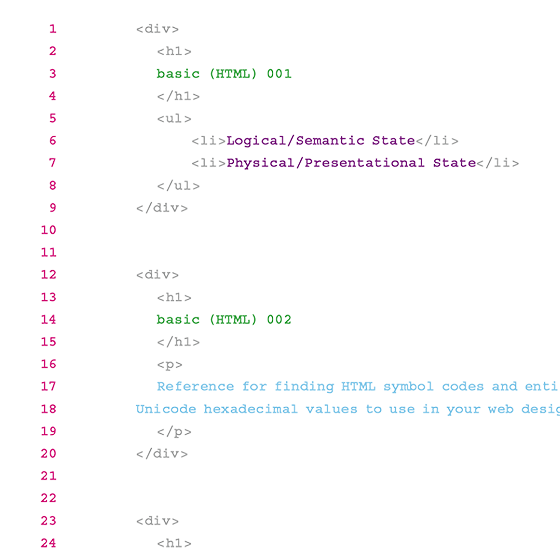 1 <div>
2 <h1>
3 basic (HTML) 001
4 </h1>
5 <ul>
6 <li>Logical/Semantic State</li>
7 <li>Physical/Presentational State</li>
8 </ul>
9 </div>
10
11
12 <div>
13 <h1>
14 basic (HTML) 002
15 </h1>
16 <p>
17 Reference for finding HTML symbol codes and enti
18 Unicode hexadecimal values to use in your web desig
19 </p>
20 </div>
21
22
23 <div>
24 <h1>